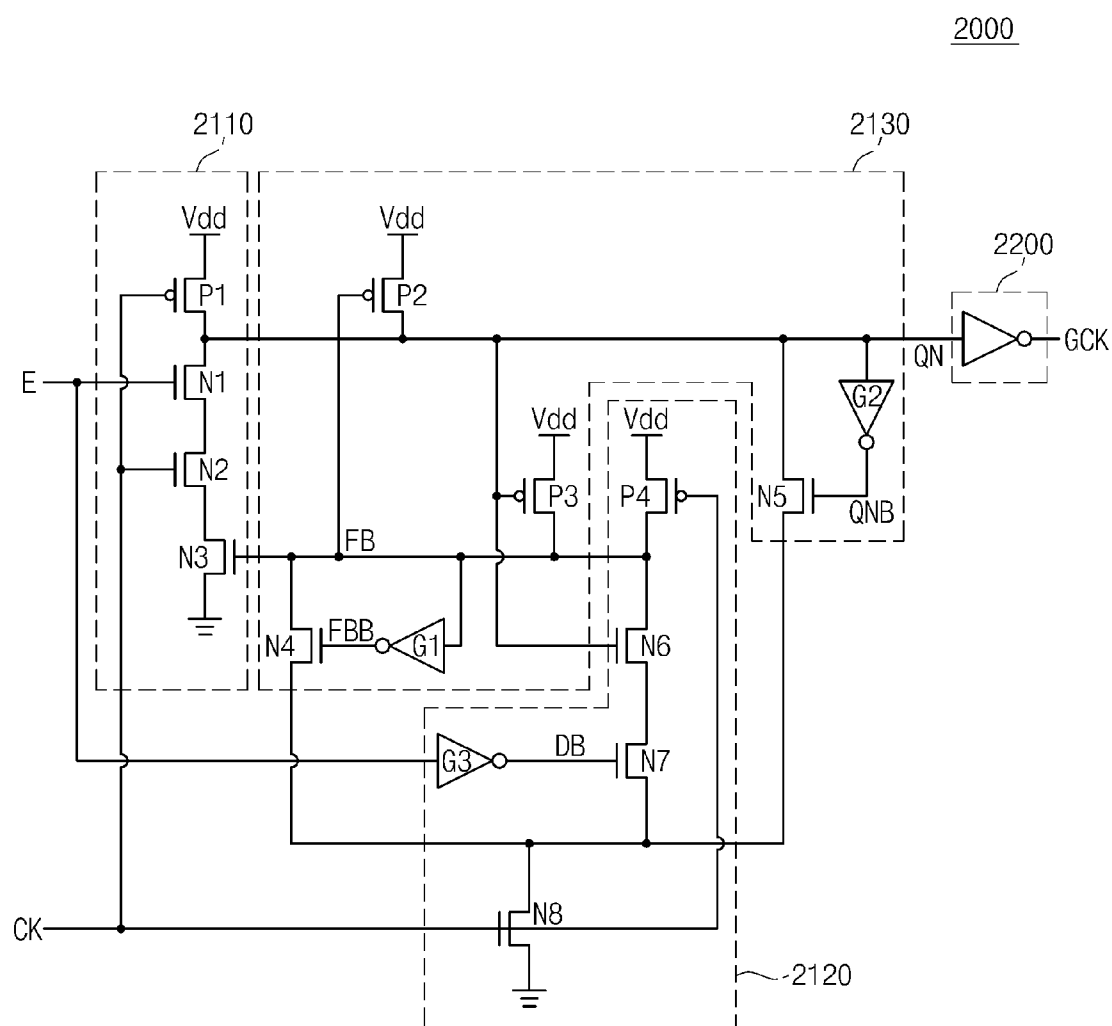 2000
2110
2130
Vdd
Vdd
2200
P1
P2
QN
GCK
E
N1
G2
Vdd
Vdd
N2
P3
P4
N5
QNB
N3
FB
N4
FBB
G1
N6
G3
DB
N7
CK
N8
2120